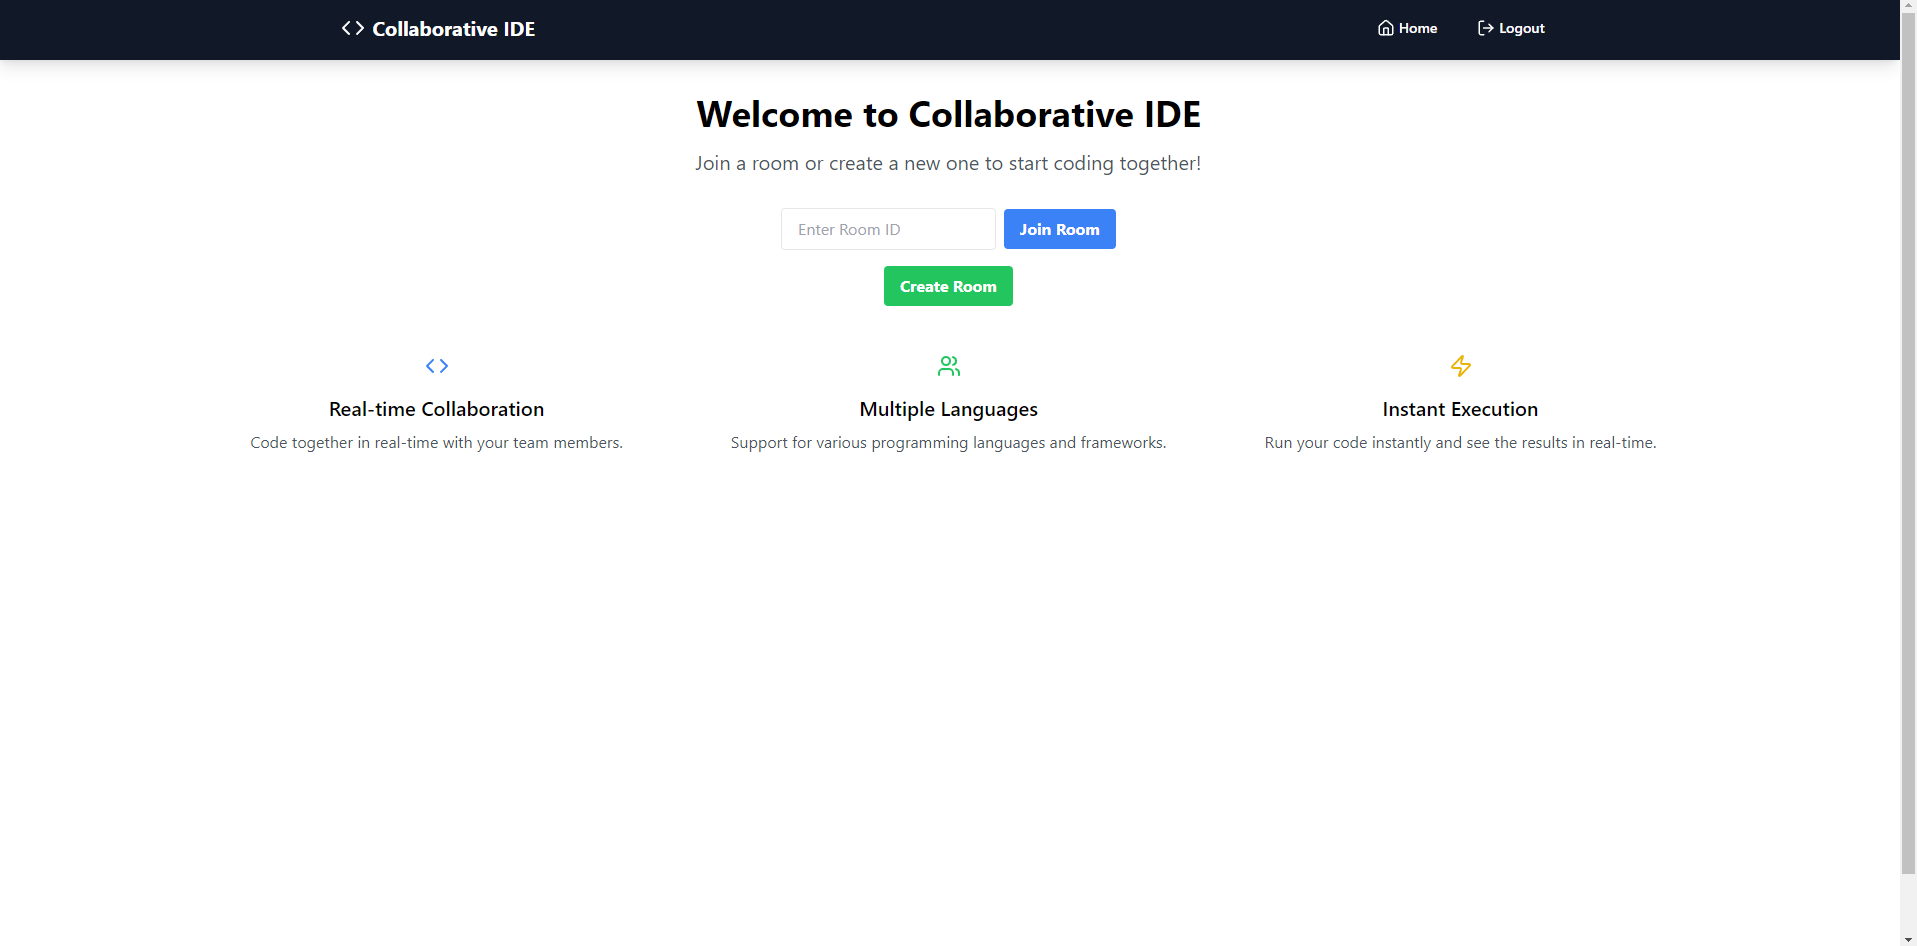 Collaborative IDE
Home
Logout
Welcome to Collaborative IDE
Join a room or create a new one to start coding together!
Enter Room ID
Join Room
Create Room
Real-time Collaboration
Code together in real-time with your team members.
Multiple Languages
Support for various programming languages and frameworks.
Instant Execution
Run your code instantly and see the results in real-time.